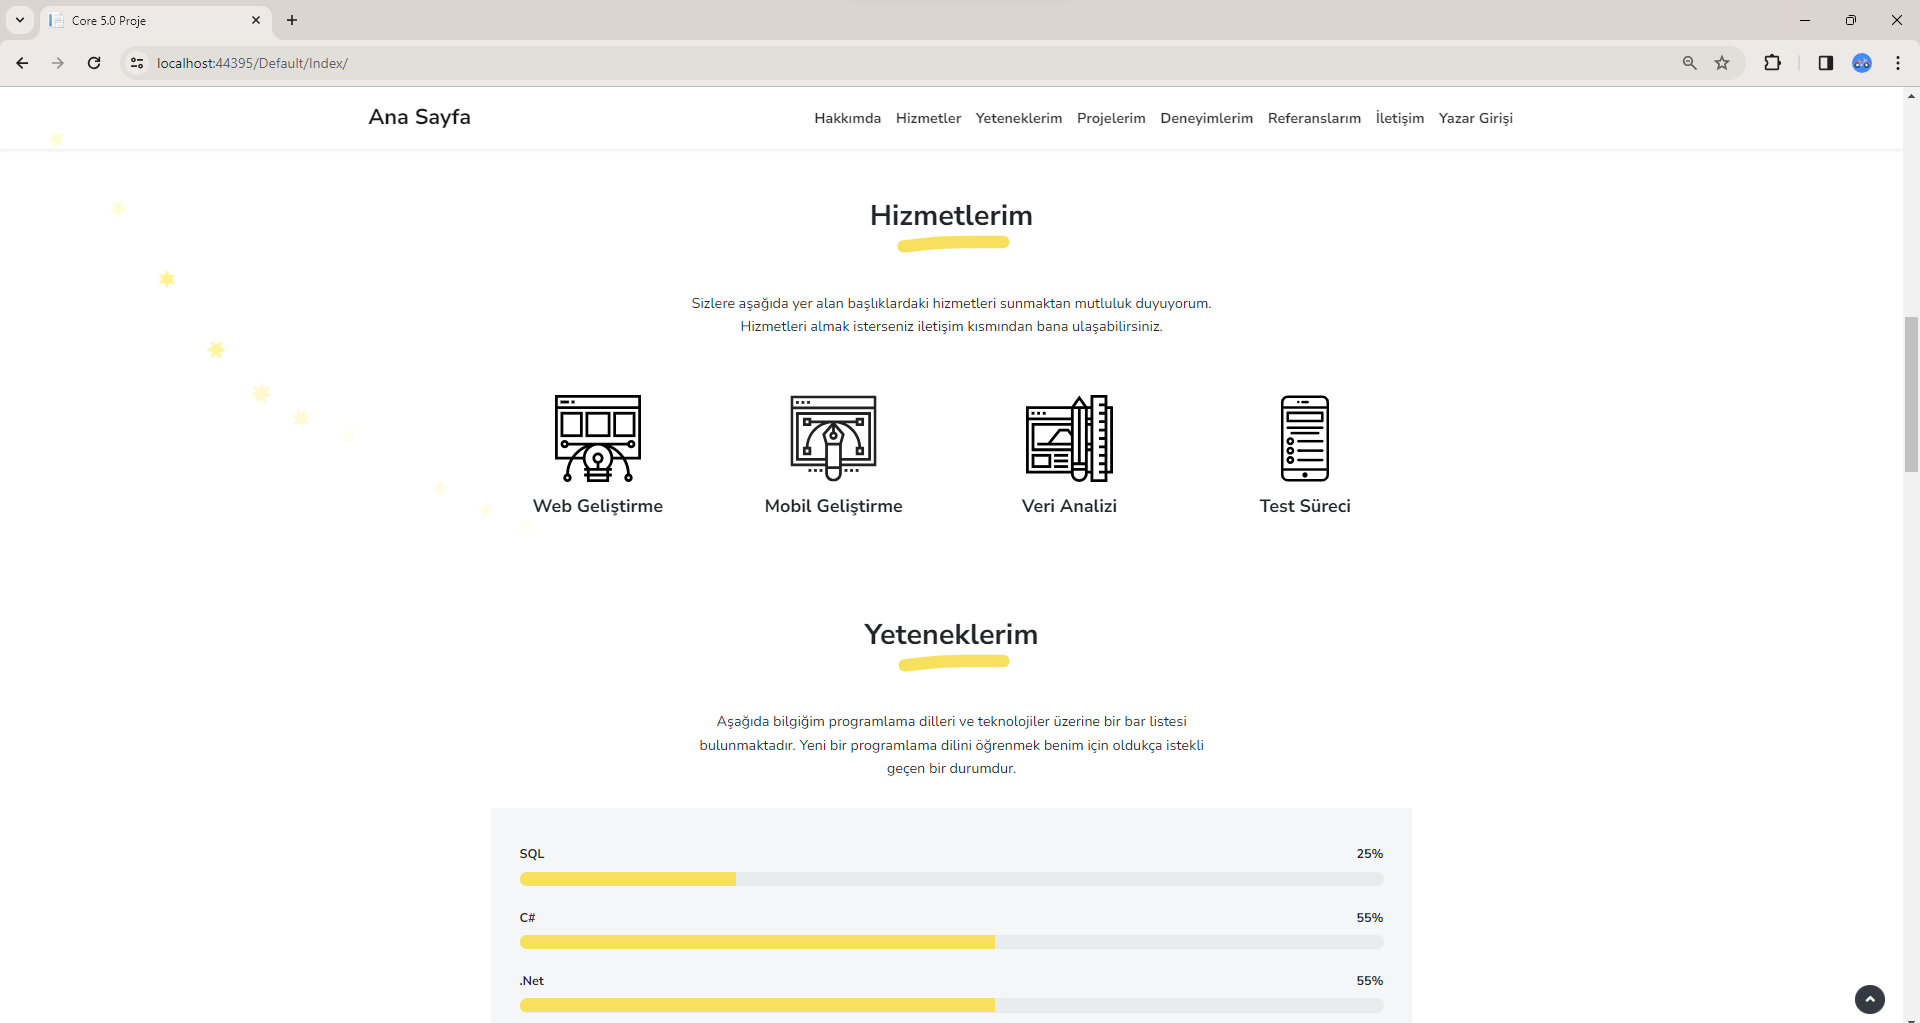 Core 5.0 Proje
localhost:44395/Default/Index/
Ana Sayfa
Hakkımda Hizmetler Yeteneklerim Projelerim Deneyimlerim Referanslarım İletişim Yazar Girişi
Hizmetlerim
Sizlere aşağıda yer alan başlıklardaki hizmetleri sunmaktan mutluluk duyuyorum.
Hizmetleri almak isterseniz iletişim kısmından bana ulaşabilirsiniz.
Web Geliştirme Mobil Geliştirme Veri Analizi Test Süreci
Yeteneklerim
Aşağıda bilgiğim programlama dilleri ve teknolojiler üzerine bir bar listesi
bulunmaktadır. Yeni bir programlama dilini öğrenmek benim için oldukça istekli
geçen bir durumdur.
SQL 25%
C# 55%
.Net 55%